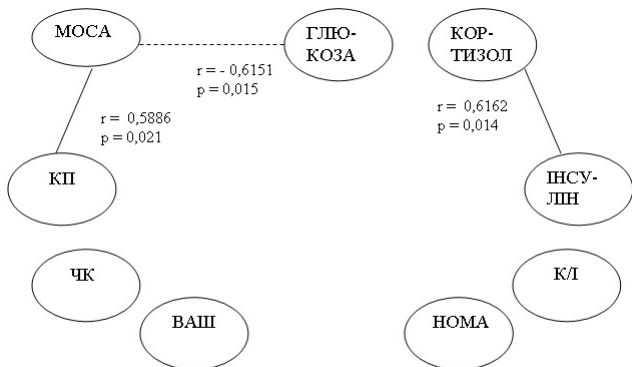 МОСА
ГЛЮ-
КОЗА
КОР-
ТИЗОЛ
r = - 0,6151
p = 0,015
r = 0,5886
p = 0,021
r = 0,6162
p = 0,014
КП
ІНСУ-
ЛІН
ЧК
К/І
ВАШ
НОМА